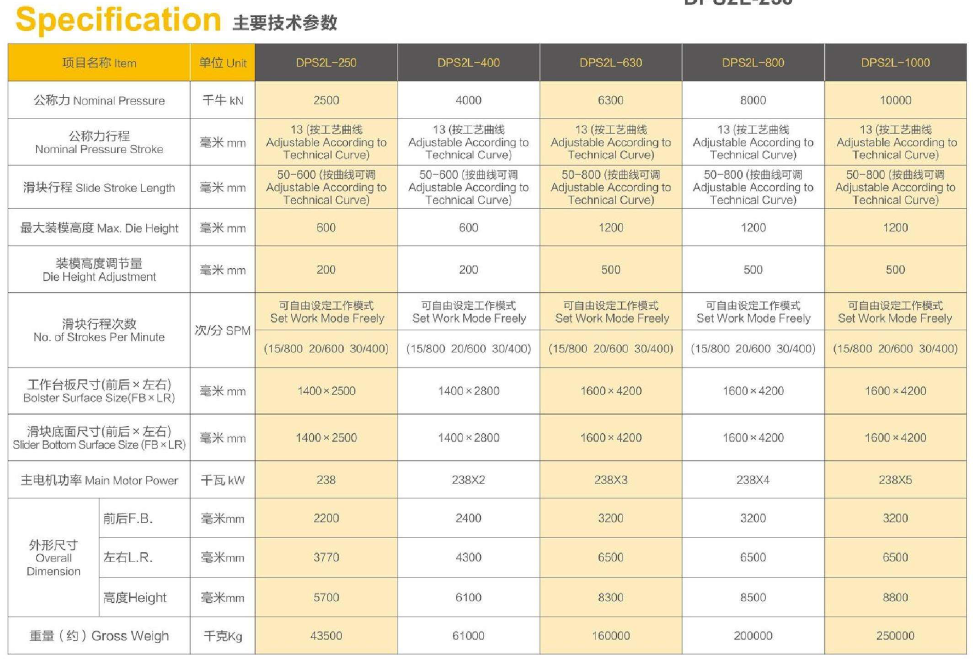 Specification 主要技术参数
项目名称 Item 单位 Unit DPS2L-250 DPS2L-400 DPS2L-630 DPS2L-800 DPS2L-1000
公称力 Nominal Pressure 千牛 kN 2500 4000 6300 8000 10000
公称力行程
Nominal Pressure Stroke
毫米 mm
13 (按工艺曲线
Adjustable According to
Technical Curve)
13 (按工艺曲线
Adjustable According to
Technical Curve)
13 (按工艺曲线
Adjustable According to
Technical Curve)
13 (按工艺曲线
Adjustable According to
Technical Curve)
13 (按工艺曲线
Adjustable According to
Technical Curve)
滑块行程 Slide Stroke Length 毫米 mm
50-600 (按曲线可调
Adjustable According to
Technical Curve)
50-600 (按曲线可调
Adjustable According to
Technical Curve)
50-800 (按曲线可调
Adjustable According to
Technical Curve)
50-800 (按曲线可调
Adjustable According to
Technical Curve)
50-800 (按曲线可调
Adjustable According to
Technical Curve)
最大装模高度 Max. Die Height 毫米 mm 600 600 1200 1200 1200
装模高度调节量
Die Height Adjustment
毫米 mm 200 200 500 500 500
滑块行程次数
No. of Strokes Per Minute
次/分 SPM
可自由设定工作模式
Set Work Mode Freely
可自由设定工作模式
Set Work Mode Freely
可自由设定工作模式
Set Work Mode Freely
可自由设定工作模式
Set Work Mode Freely
可自由设定工作模式
Set Work Mode Freely
(15/800 20/600 30/400) (15/800 20/600 30/400) (15/800 20/600 30/400) (15/800 20/600 30/400) (15/800 20/600 30/400)
工作台板尺寸(前后×左右)
Bolster Surface Size(FB×LR)
毫米 mm 1400×2500 1400×2800 1600×4200 1600×4200 1600×4200
滑块底面尺寸(前后×左右)
Slider Bottom Surface Size (FB×LR)
毫米 mm 1400×2500 1400×2800 1600×4200 1600×4200 1600×4200
主电机功率 Main Motor Power 千瓦 kW 238 238X2 238X3 238X4 238X5
外形尺寸
Overall
Dimension
前后F.B. 毫米mm 2200 2400 3200 3200 3200
左右L.R. 毫米mm 3770 4300 6500 6500 6500
高度Height 毫米mm 5700 6100 8300 8500 8800
重量（约）Gross Weigh 千克Kg 43500 61000 160000 200000 250000